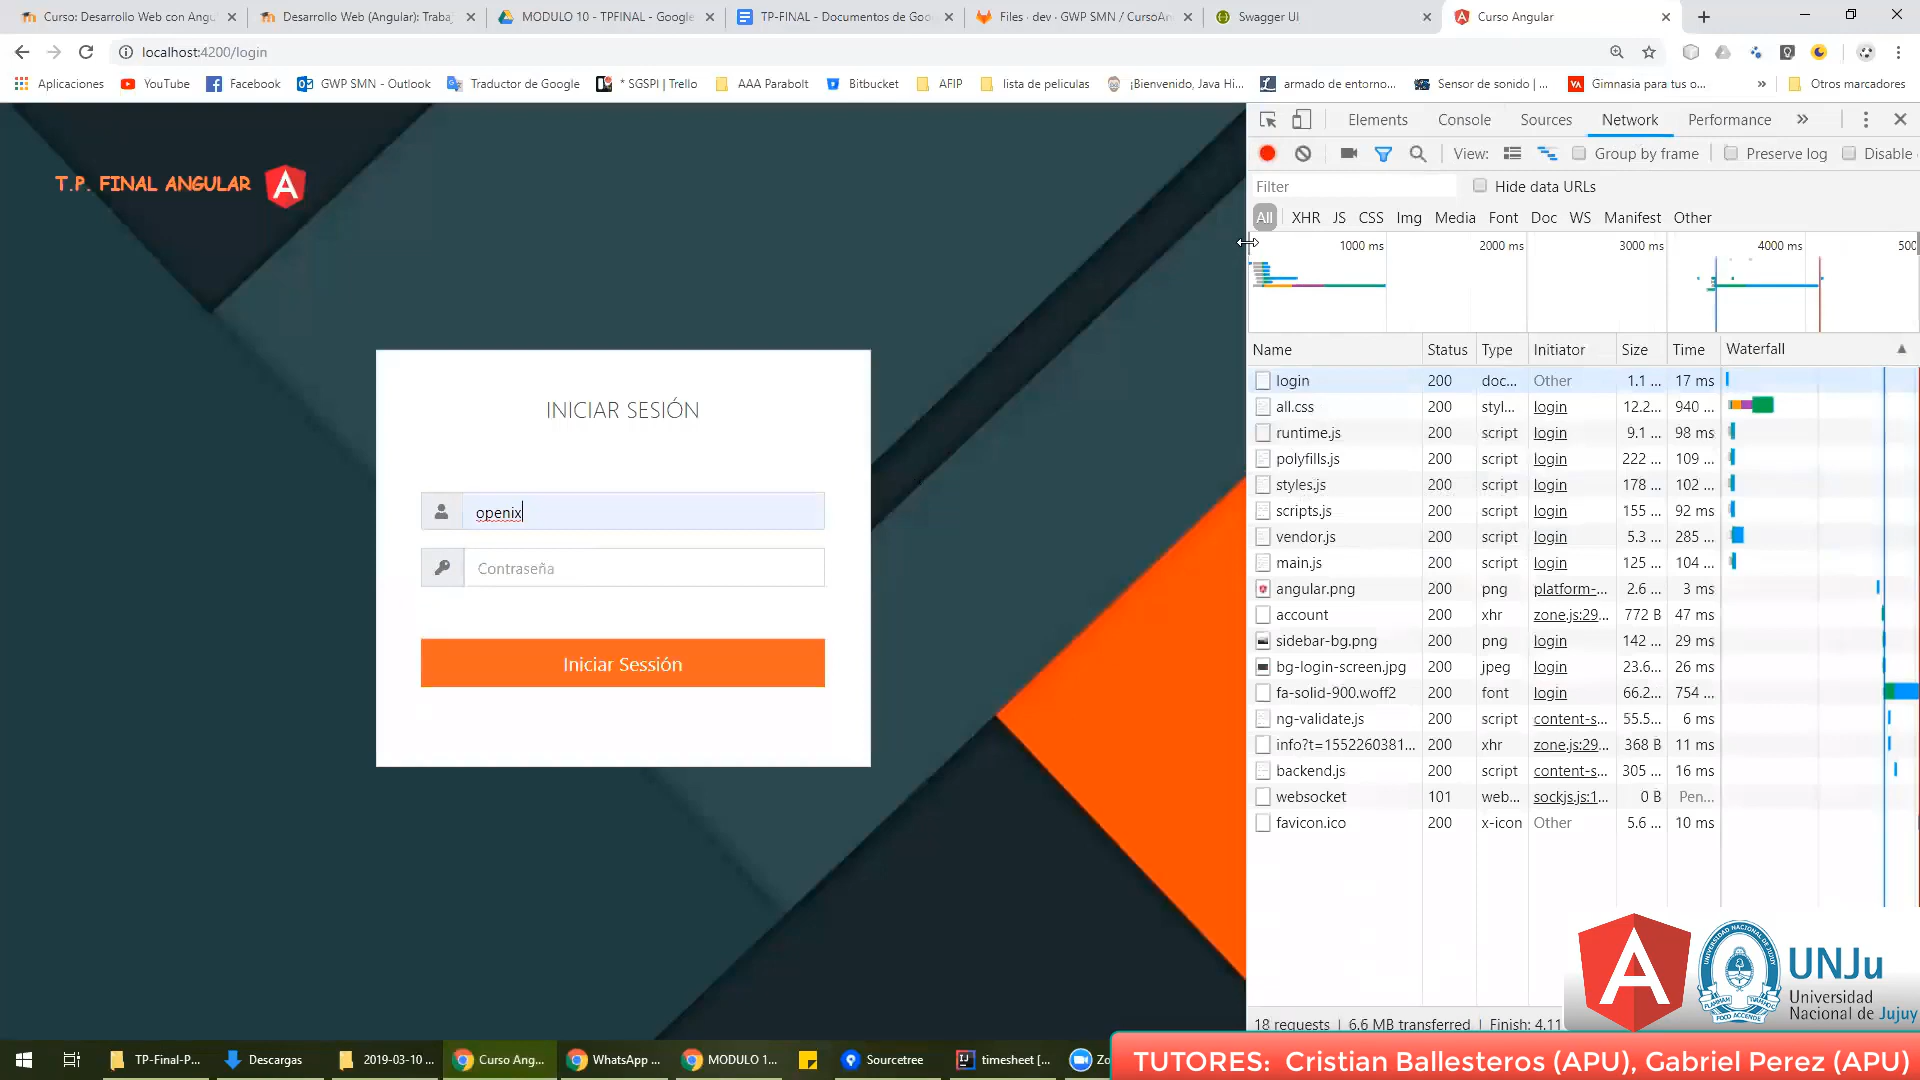 Curso: Desarrollo Web con Angu
Desarrollo Web (Angular): Traba
MODULO 10 - TPFINAL - Google
TP-FINAL - Documentos de Goo
Files · dev · GWP SMN / CursoAn
Swagger UI
Curso Angular
localhost:4200/login
Aplicaciones
YouTube
Facebook
GWP SMN - Outlook
Traductor de Google
* SGSPI | Trello
AAA Parabolt
Bitbucket
AFIP
lista de peliculas
¡Bienvenido, Java Hi...
armado de entorno...
Sensor de sonido | ...
Gimnasia para tus o...
»
Otros marcadores
T.P. FINAL ANGULAR
A
INICIAR SESIÓN
openix
Contraseña
Iniciar Sesión
Elements Console Sources Network Performance »
View: Group by frame Preserve log Disable
Filter Hide data URLs
All XHR JS CSS Img Media Font Doc WS Manifest Other
1000 ms 2000 ms 3000 ms 4000 ms 500
Name Status Type Initiator Size Time Waterfall
login 200 doc... Other 1.1 ... 17 ms
all.css 200 styl... login 12.2... 940 ...
runtime.js 200 script login 9.1 ... 98 ms
polyfills.js 200 script login 222 ... 109 ...
styles.js 200 script login 178 ... 102 ...
scripts.js 200 script login 155 ... 92 ms
vendor.js 200 script login 5.3 ... 285 ...
main.js 200 script login 125 ... 104 ...
angular.png 200 png platform-... 2.6 ... 3 ms
account 200 xhr zone.js:29... 772 B 47 ms
sidebar-bg.png 200 png login 142 ... 29 ms
bg-login-screen.jpg 200 jpeg login 23.6... 26 ms
fa-solid-900.woff2 200 font login 66.2... 754 ...
ng-validate.js 200 script content-s... 55.5... 6 ms
info?t=1552260381... 200 xhr zone.js:29... 368 B 11 ms
backend.js 200 script content-s... 305 ... 16 ms
websocket 101 web... sockjs.js:1... 0 B Pen...
favicon.ico 200 x-icon Other 5.6 ... 10 ms
18 requests | 6.6 MB transferred | Finish: 4.11
A
UNJu
Universidad
Nacional de Jujuy
TP-Final-P...
Descargas
2019-03-10 ...
Curso Ang...
WhatsApp ...
MODULO 1...
Sourcetree
timesheet [...
Zo
TUTORES: Cristian Ballesteros (APU), Gabriel Perez (APU)